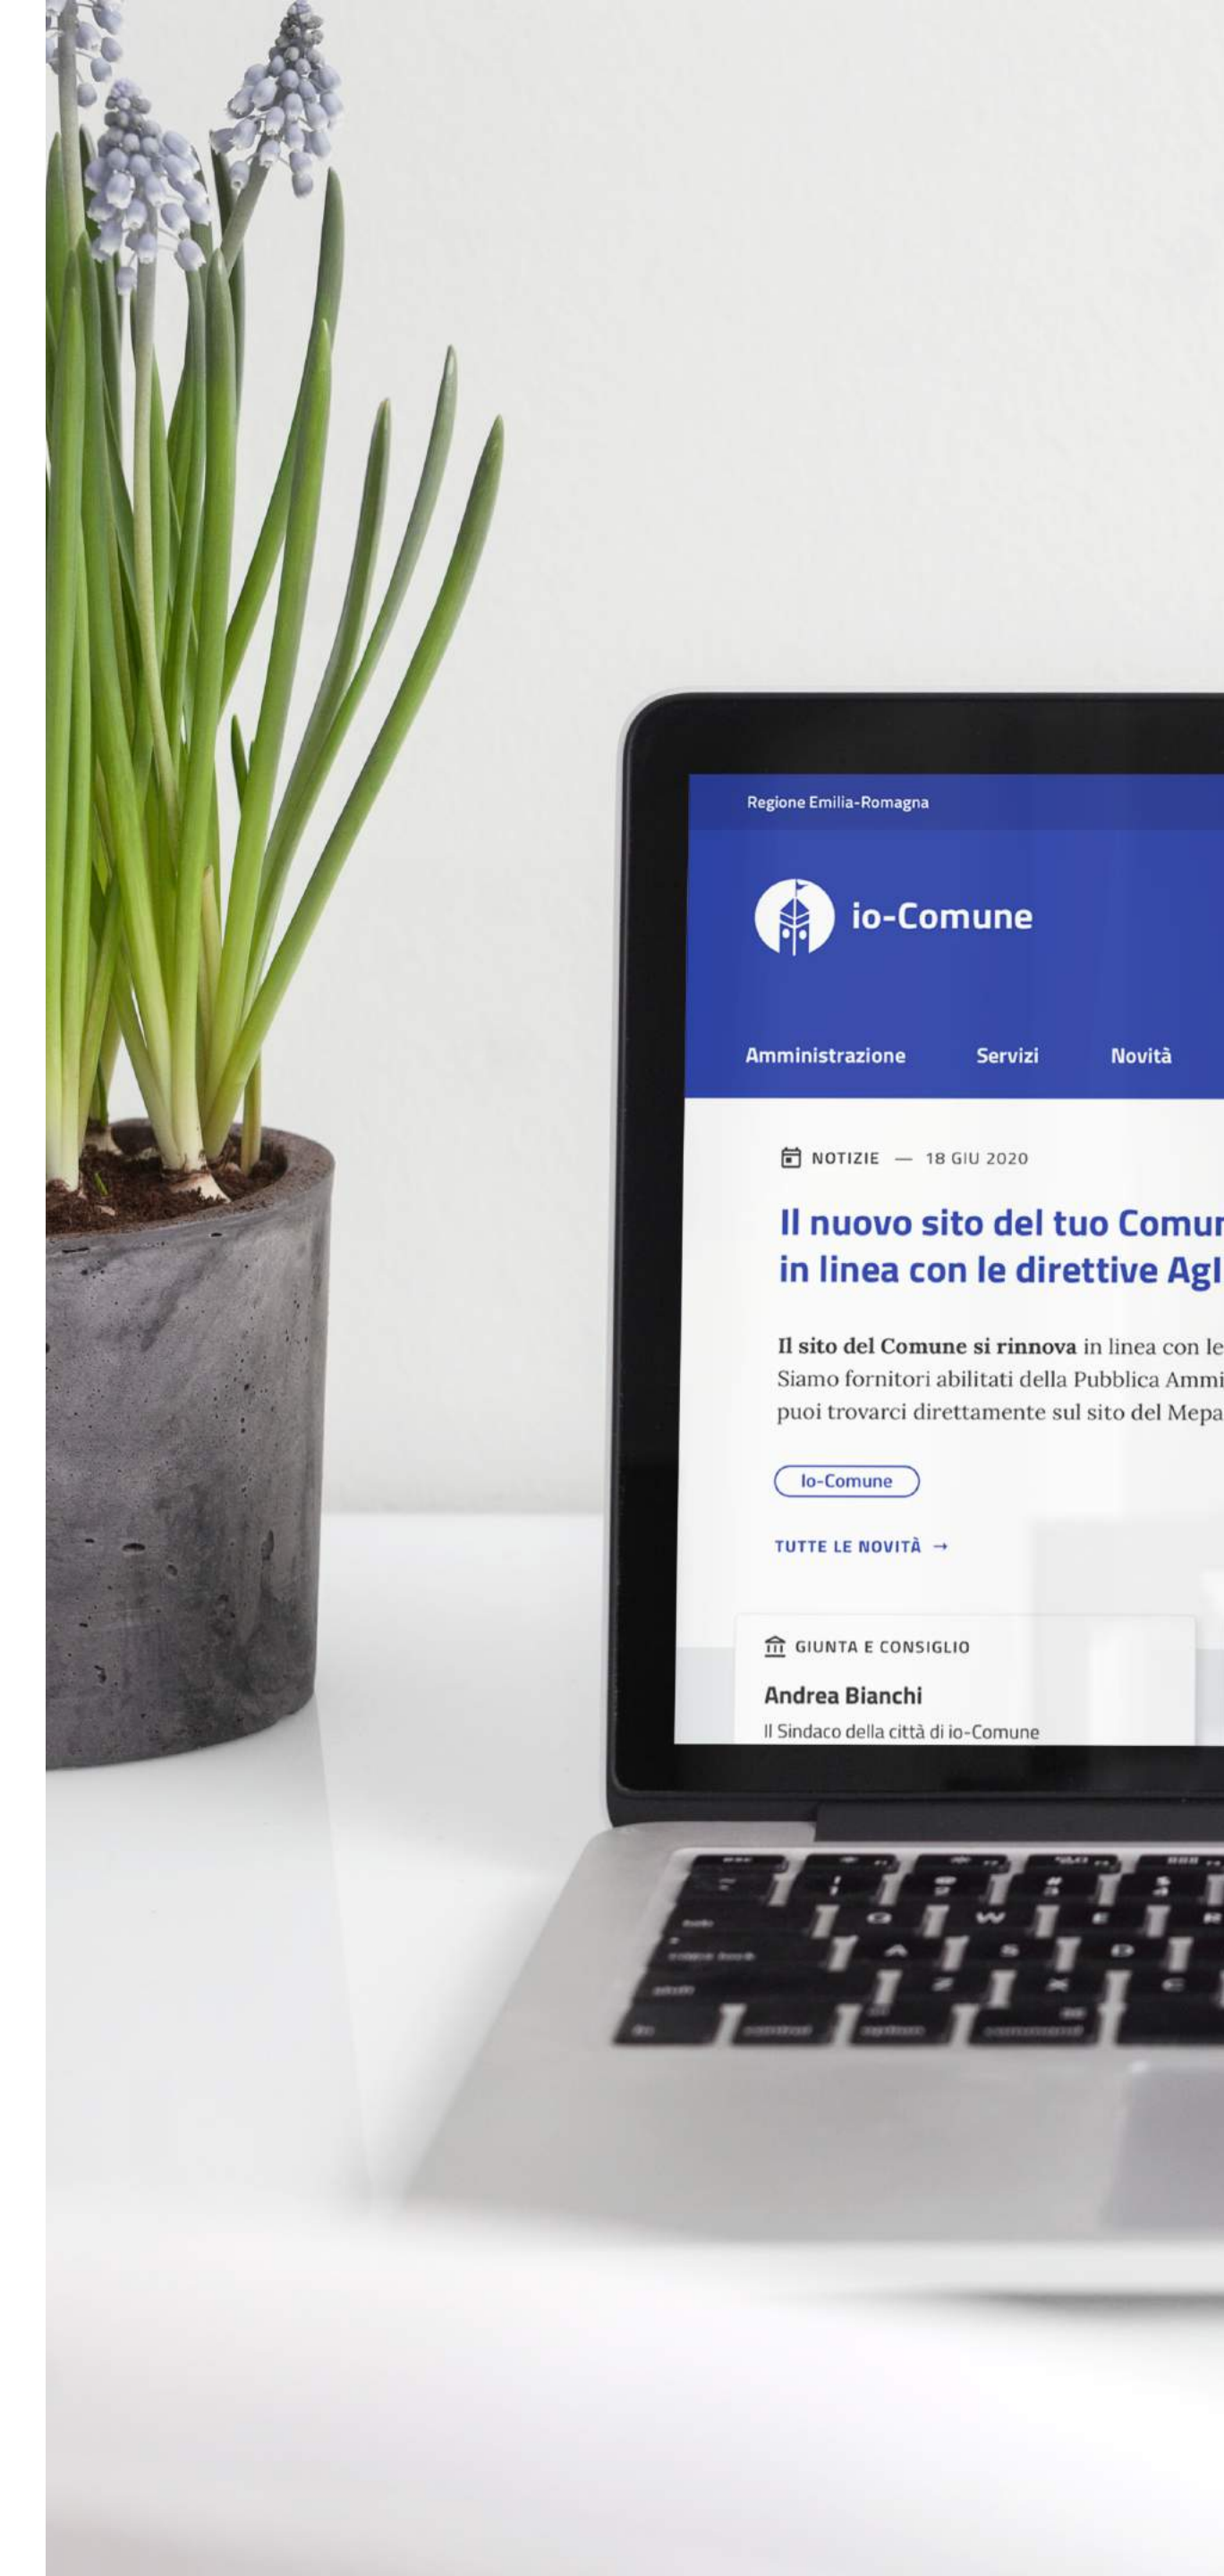 Regione Emilia-Romagna
io-Comune
Amministrazione Servizi Novità
NOTIZIE — 18 GIU 2020
Il nuovo sito del tuo Comun
in linea con le direttive AgI
Il sito del Comune si rinnova in linea con le
Siamo fornitori abilitati della Pubblica Ammi
puoi trovarci direttamente sul sito del Mepa
Io-Comune
TUTTE LE NOVITÀ →
GIUNTA E CONSIGLIO
Andrea Bianchi
Il Sindaco della città di io-Comune
Q W E R
A S D
Z X C